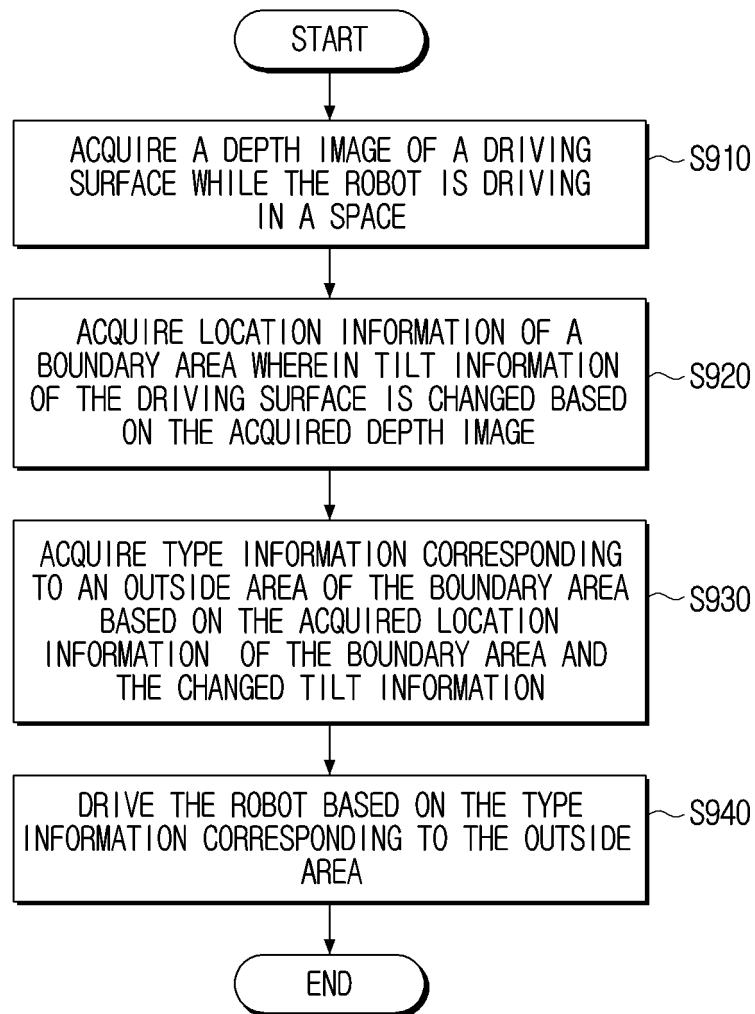 START
ACQUIRE A DEPTH IMAGE OF A DRIVING
SURFACE WHILE THE ROBOT IS DRIVING
IN A SPACE
S910
ACQUIRE LOCATION INFORMATION OF A
BOUNDARY AREA WHEREIN TILT INFORMATION
OF THE DRIVING SURFACE IS CHANGED BASED
ON THE ACQUIRED DEPTH IMAGE
S920
ACQUIRE TYPE INFORMATION CORRESPONDING
TO AN OUTSIDE AREA OF THE BOUNDARY AREA
BASED ON THE ACQUIRED LOCATION
INFORMATION OF THE BOUNDARY AREA AND
THE CHANGED TILT INFORMATION
S930
DRIVE THE ROBOT BASED ON THE TYPE
INFORMATION CORRESPONDING TO THE OUTSIDE
AREA
S940
END